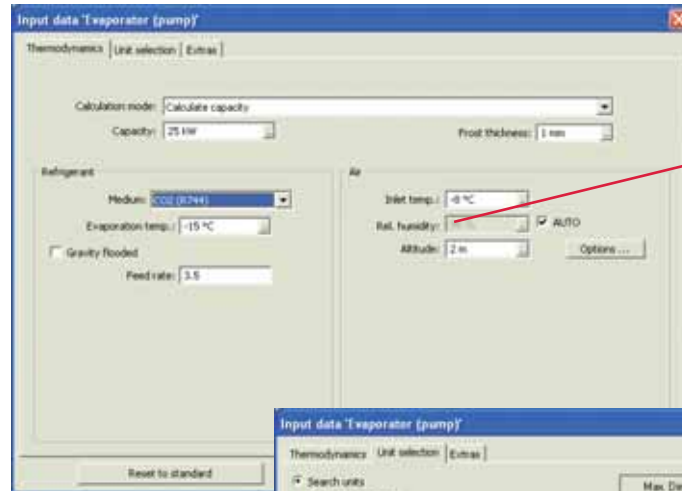 Input data 'Evaporator (pump)'
Thermodynamics Unit selection Extras
Calculation mode: Calculate capacity
Capacity: 25 kW Frost thickness: 1 mm
Refrigerant Air
Medium: CO2 (R744) Inlet temp.: -8 °C
Evaporation temp.: -15 °C Rel. humidity: AUTO
Gravity flooded Altitude: 2 m Options ...
Feed rate: 3.5
Reset to standard
Input data 'Evaporator (pump)'
Thermodynamics Unit selection Extras
Search units